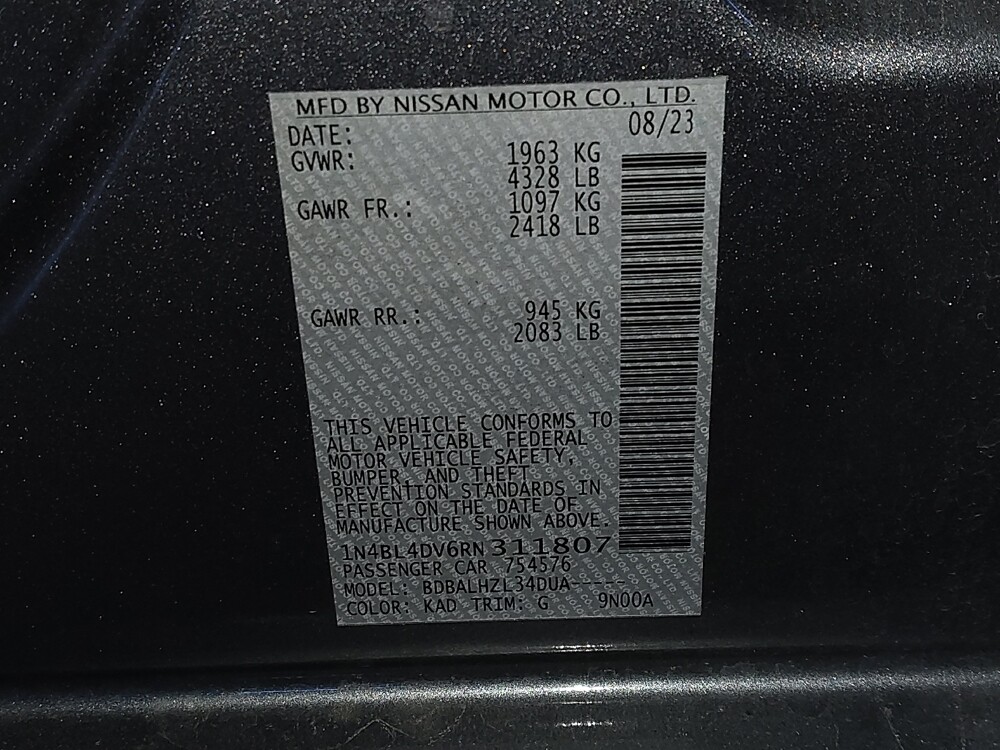 MFD BY NISSAN MOTOR CO., LTD.
DATE: 08/23
GVWR: 1963 KG
4328 LB
GAWR FR.: 1097 KG
2418 LB
GAWR RR.: 945 KG
2083 LB
THIS VEHICLE CONFORMS TO
ALL APPLICABLE FEDERAL
MOTOR VEHICLE SAFETY,
BUMPER, AND THEFT
PREVENTION STANDARDS IN
EFFECT ON THE DATE OF
MANUFACTURE SHOWN ABOVE.
1N4BL4DV6RN311807
PASSENGER CAR 754576
MODEL: BDBALHZL34DUA-----
COLOR: KAD TRIM: G 9N00A